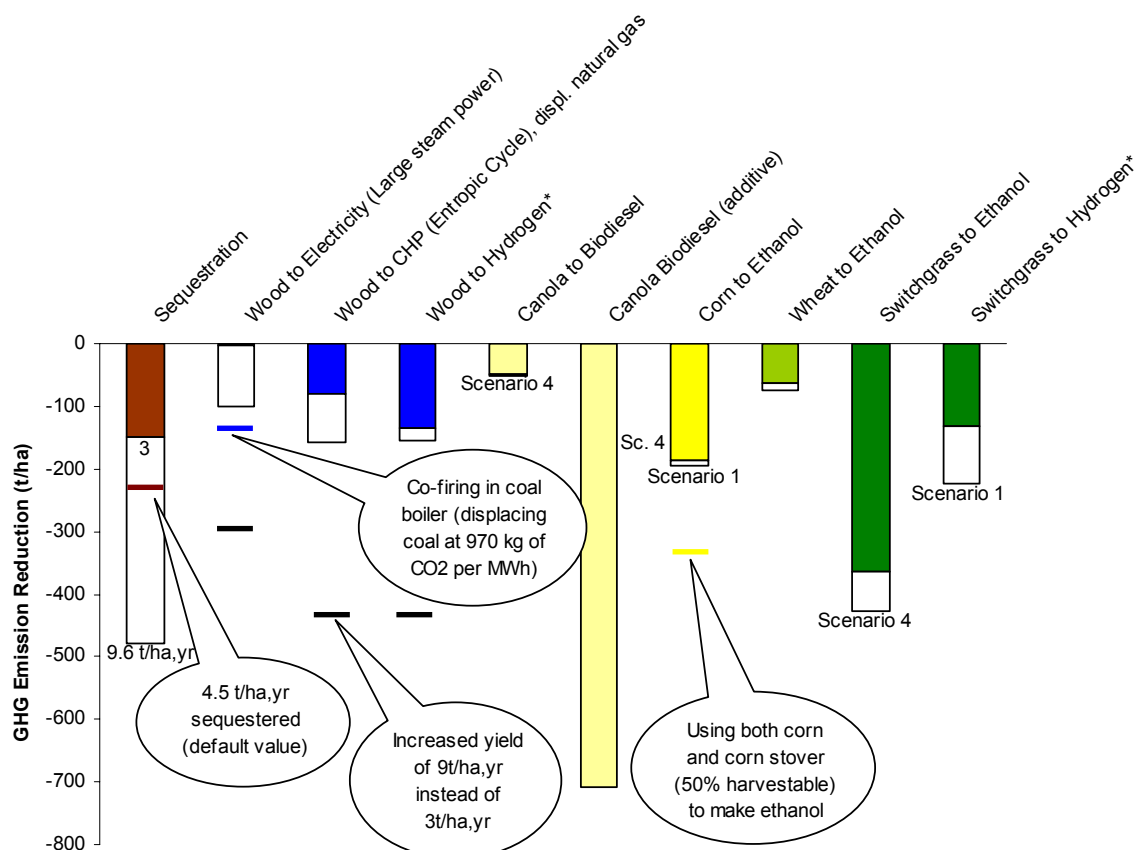 Sequestration
Wood to Electricity (Large steam power)
Wood to CHP (Entropic Cycle), displ. natural gas
Wood to Hydrogen*
Canola to Biodiesel
Canola Biodiesel (additive)
Corn to Ethanol
Wheat to Ethanol
Switchgrass to Ethanol
Switchgrass to Hydrogen*
GHG Emission Reduction (t/ha)
0
-100
-200
-300
-400
-500
-600
-700
-800
3
9.6 t/ha,yr
Scenario 4
Sc. 4
Scenario 1
Scenario 4
Scenario 1
Co-firing in coal
boiler (displacing
coal at 970 kg of
CO2 per MWh)
4.5 t/ha,yr
sequestered
(default value)
Increased yield
of 9t/ha,yr
instead of
3t/ha,yr
Using both corn
and corn stover
(50% harvestable)
to make ethanol